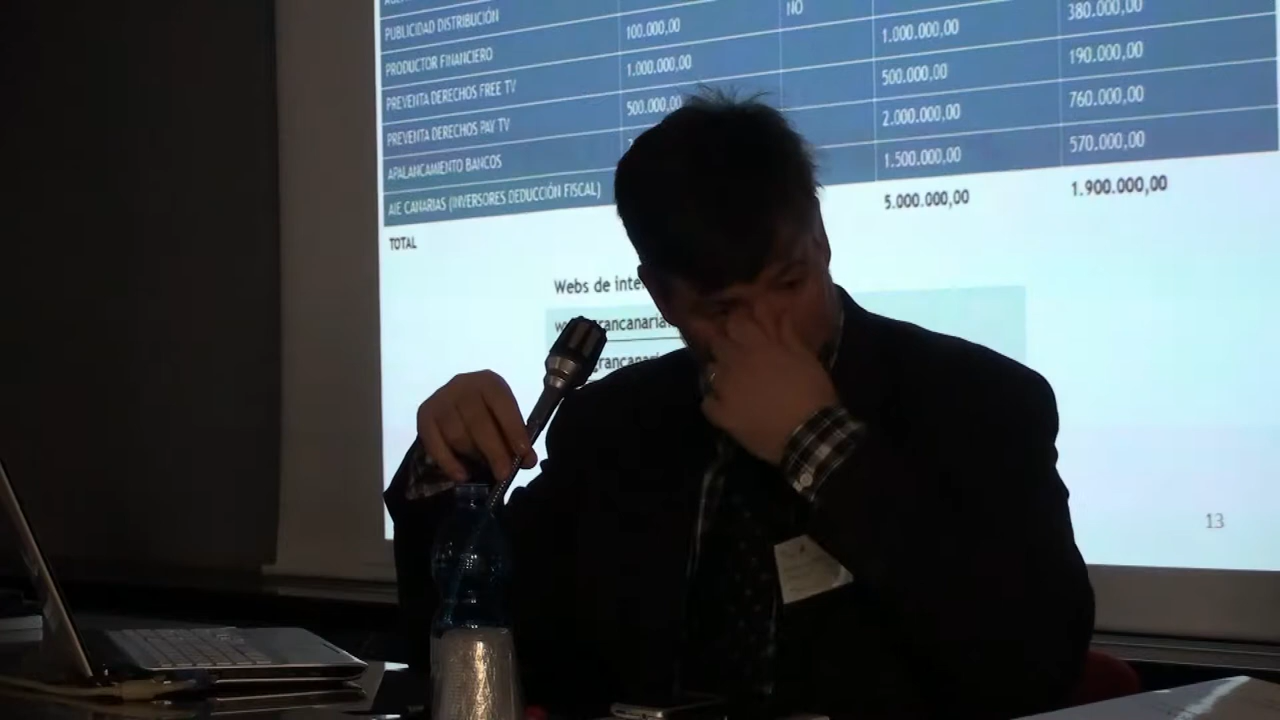 PUBLICIDAD DISTRIBUCIÓN 100.000,00 NO 1.000.000,00 380.000,00
PRODUCTOR FINANCIERO 1.000.000,00 500.000,00 190.000,00
PREVENTA DERECHOS FREE TV 500.000,00 2.000.000,00 760.000,00
PREVENTA DERECHOS PAY TV 1.500.000,00 570.000,00
APALANCAMIENTO BANCOS 5.000.000,00 1.900.000,00
AIE CANARIAS (INVERSORES DEDUCCIÓN FISCAL)
TOTAL
Webs de inte
grancanaria
grancanari
13